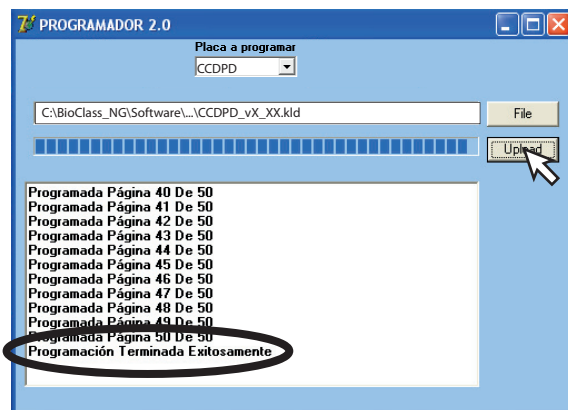 PROGRAMADOR 2.0
Placa a programar
CCDPD
C:\BioClass_NG\Software\...\CCDPD_vX_XX.kld
File
Upload
Programada Página 40 De 50
Programada Página 41 De 50
Programada Página 42 De 50
Programada Página 43 De 50
Programada Página 44 De 50
Programada Página 45 De 50
Programada Página 46 De 50
Programada Página 47 De 50
Programada Página 48 De 50
Programada Página 49 De 50
Programada Página 50 De 50
Programación Terminada Exitosamente